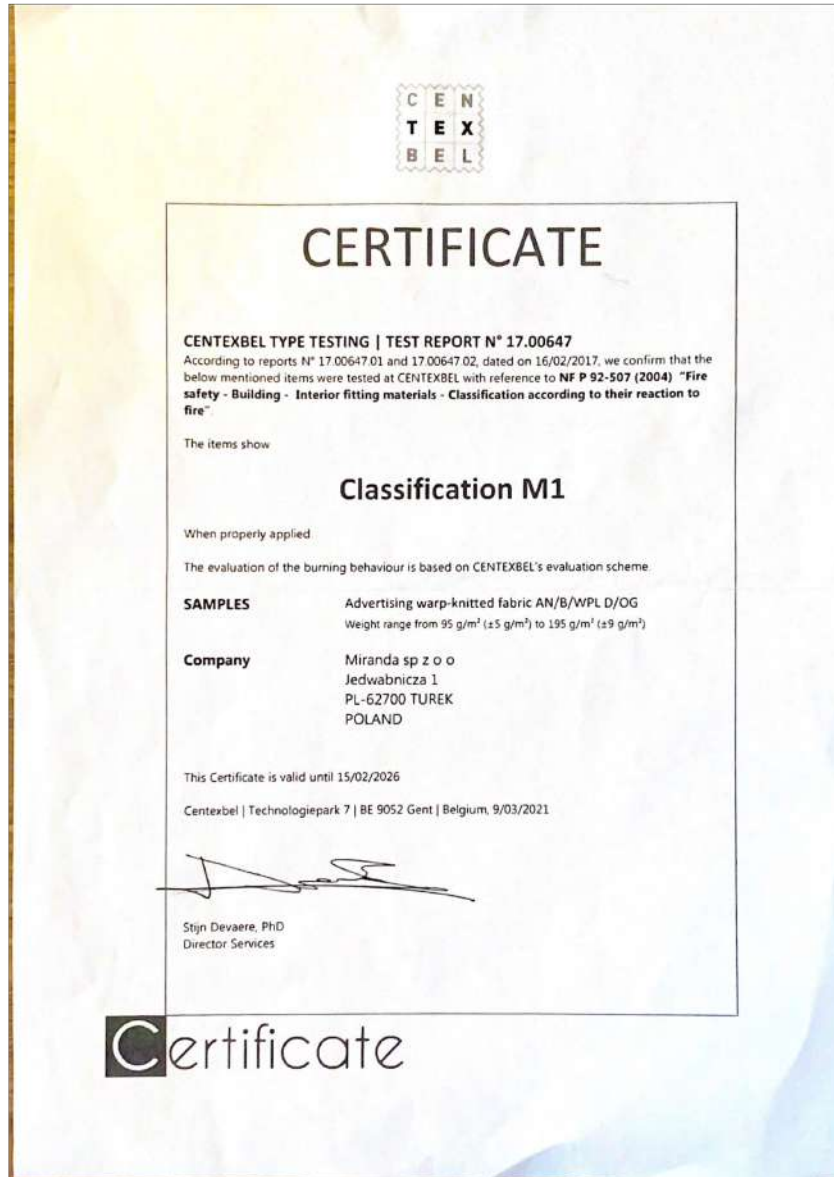 CEN
TEX
BEL
CERTIFICATE
CENTEXBEL TYPE TESTING | TEST REPORT N° 17.00647
According to reports N° 17.00647.01 and 17.00647.02, dated on 16/02/2017, we confirm that the
below mentioned items were tested at CENTEXBEL with reference to NF P 92-507 (2004) "Fire
safety - Building - Interior fitting materials - Classification according to their reaction to
fire".
The items show
Classification M1
When properly applied
The evaluation of the burning behaviour is based on CENTEXBEL's evaluation scheme.
SAMPLES Advertising warp-knitted fabric AN/B/WPL D/OG
Weight range from 95 g/m² (±5 g/m²) to 195 g/m² (±9 g/m²)
Company Miranda sp z o o
Jedwabnicza 1
PL-62700 TUREK
POLAND
This Certificate is valid until 15/02/2026
Centexbel | Technologiepark 7 | BE 9052 Gent | Belgium, 9/03/2021
Stijn Devaere, PhD
Director Services
Certificate